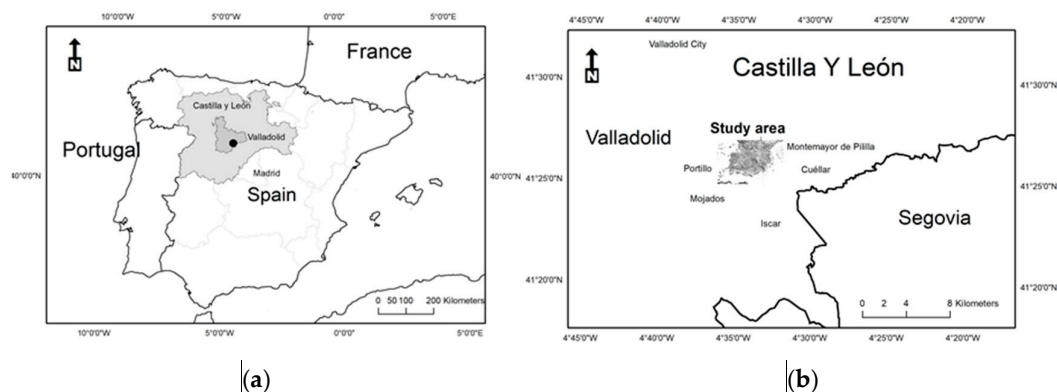 10°0'0"W 5°0'0"W 0°0'0" 5°0'0"E
N
France
Castilla y León
Valladolid
Portugal
Madrid
40°0'0"N
40°0'0"N
Spain
0 50 100 200 Kilometers
10°0'0"W 5°0'0"W 0°0'0" 5°0'0"E
(a)
4°45'0"W 4°40'0"W 4°35'0"W 4°30'0"W 4°25'0"W 4°20'0"W
Valladolid City
N
Castilla Y León
41°30'0"N
41°30'0"N
Study area
Valladolid
Montemayor de Pililla
Portillo
Cuéllar
41°25'0"N
41°25'0"N
Mojados
Segovia
Iscar
41°20'0"N
41°20'0"N
0 2 4 8 Kilometers
4°45'0"W 4°40'0"W 4°35'0"W 4°30'0"W 4°25'0"W 4°20'0"W
(b)